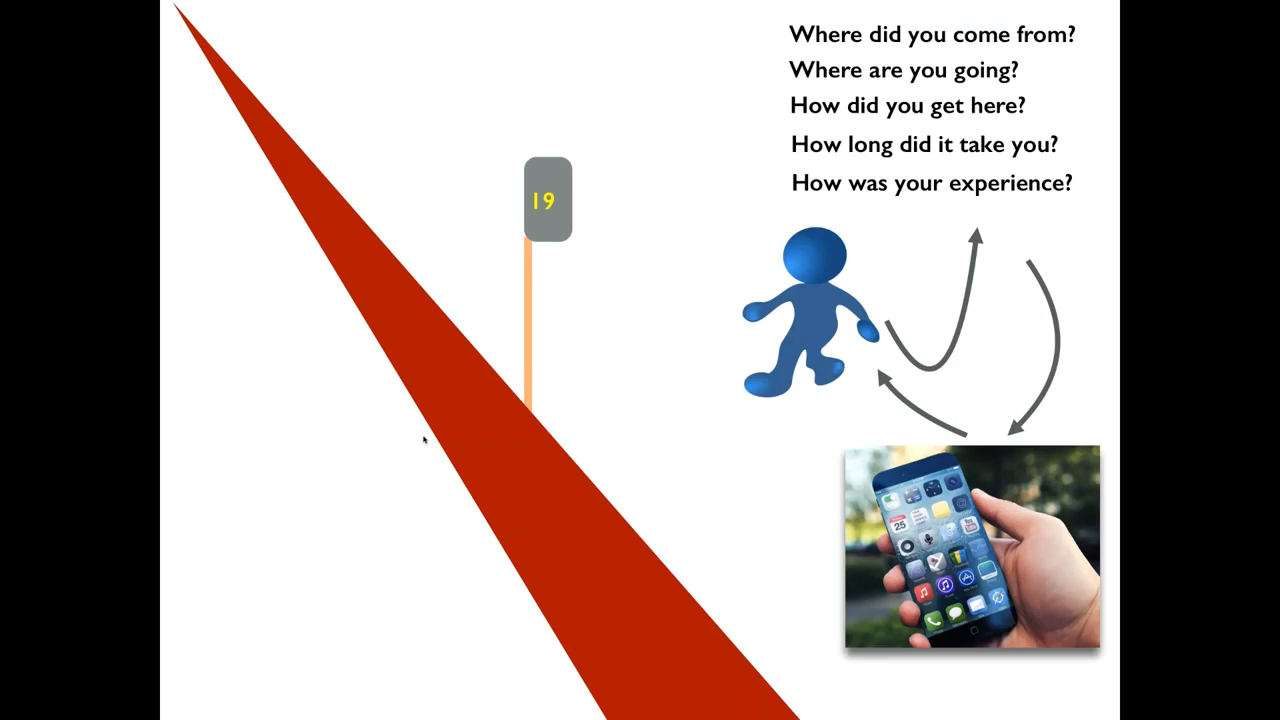 Where did you come from?
Where are you going?
How did you get here?
How long did it take you?
How was your experience?
19
25